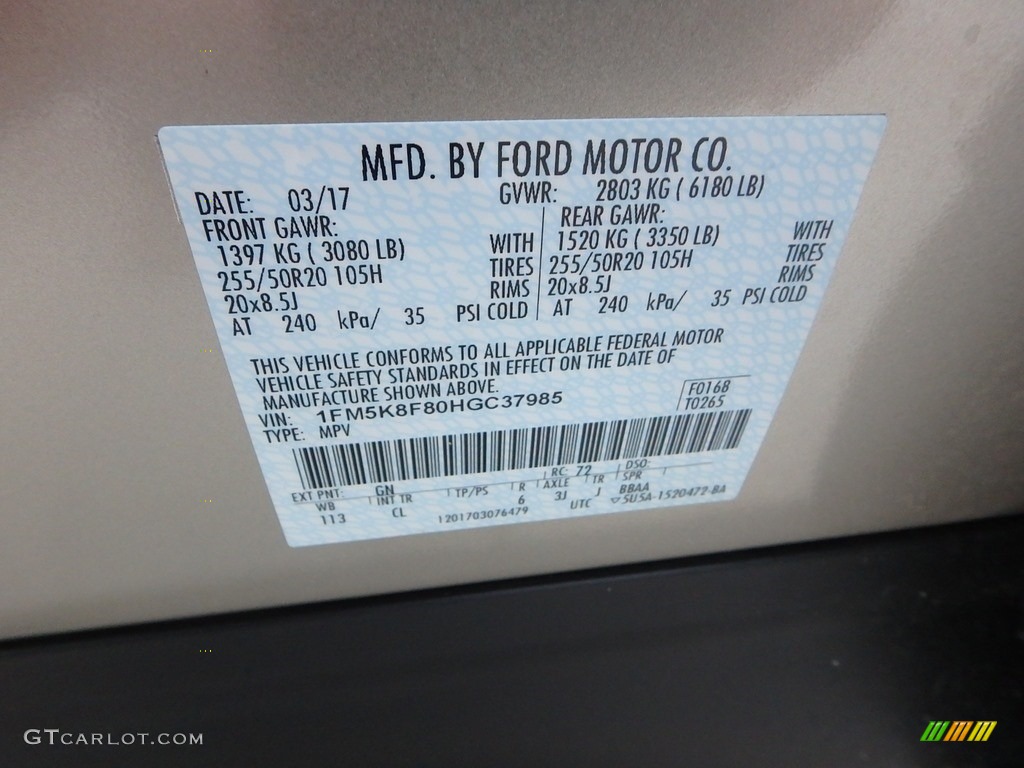 MFD. BY FORD MOTOR CO.
DATE: 03/17 GVWR: 2803 KG ( 6180 LB)
FRONT GAWR: REAR GAWR:
1397 KG ( 3080 LB) WITH 1520 KG ( 3350 LB) WITH
255/50R20 105H TIRES 255/50R20 105H TIRES
20x8.5J RIMS 20x8.5J RIMS
AT 240 kPa/ 35 PSI COLD AT 240 kPa/ 35 PSI COLD
THIS VEHICLE CONFORMS TO ALL APPLICABLE FEDERAL MOTOR
VEHICLE SAFETY STANDARDS IN EFFECT ON THE DATE OF
MANUFACTURE SHOWN ABOVE.
VIN: 1FM5K8F80HGC37985 F0168
TYPE: MPV T0265
EXT PNT: GN RC: 72 DSO:
WB INT TR TP/PS R AXLE TR SPR
113 CL 6 3J J BBAA
1201703076479 UTC 5U5A-1520472-BA
GTCARLOT.COM